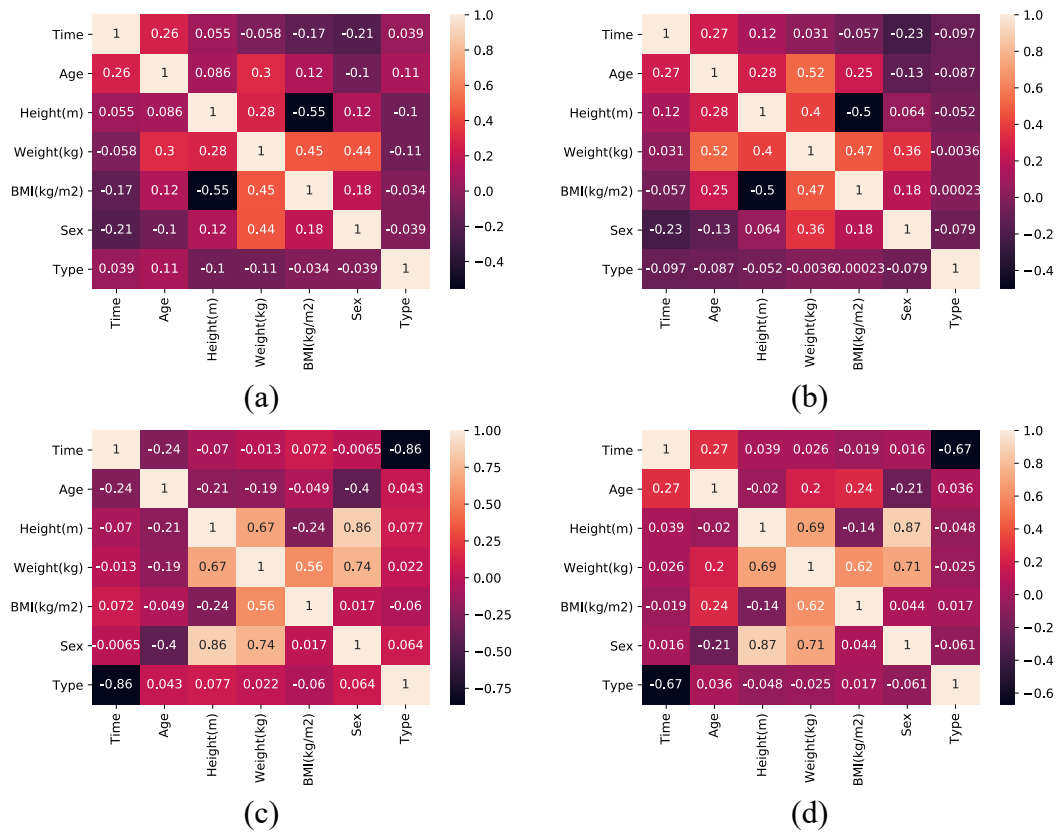 Time 1 0.26 0.055 -0.058 -0.17 -0.21 0.039
Age 0.26 1 0.086 0.3 0.12 -0.1 0.11
Height(m) 0.055 0.086 1 0.28 -0.55 0.12 -0.1
Weight(kg) -0.058 0.3 0.28 1 0.45 0.44 -0.11
BMI(kg/m2) -0.17 0.12 -0.55 0.45 1 0.18 -0.034
Sex -0.21 -0.1 0.12 0.44 0.18 1 -0.039
Type 0.039 0.11 -0.1 -0.11 -0.034 -0.039 1
Time Age Height(m) Weight(kg) BMI(kg/m2) Sex Type
1.0
0.8
0.6
0.4
0.2
0.0
−0.2
−0.4
(a)
Time 1 0.27 0.12 0.031 -0.057 -0.23 -0.097
Age 0.27 1 0.28 0.52 0.25 -0.13 -0.087
Height(m) 0.12 0.28 1 0.4 -0.5 0.064 -0.052
Weight(kg) 0.031 0.52 0.4 1 0.47 0.36 -0.0036
BMI(kg/m2) -0.057 0.25 -0.5 0.47 1 0.18 0.00023
Sex -0.23 -0.13 0.064 0.36 0.18 1 -0.079
Type -0.097 -0.087 -0.052 -0.0036 0.00023 -0.079 1
Time Age Height(m) Weight(kg) BMI(kg/m2) Sex Type
1.0
0.8
0.6
0.4
0.2
0.0
−0.2
−0.4
(b)
Time 1 -0.24 -0.07 -0.013 0.072 -0.0065 -0.86
Age -0.24 1 -0.21 -0.19 -0.049 -0.4 0.043
Height(m) -0.07 -0.21 1 0.67 -0.24 0.86 0.077
Weight(kg) -0.013 -0.19 0.67 1 0.56 0.74 0.022
BMI(kg/m2) 0.072 -0.049 -0.24 0.56 1 0.017 -0.06
Sex -0.0065 -0.4 0.86 0.74 0.017 1 0.064
Type -0.86 0.043 0.077 0.022 -0.06 0.064 1
Time Age Height(m) Weight(kg) BMI(kg/m2) Sex Type
1.00
0.75
0.50
0.25
0.00
−0.25
−0.50
−0.75
(c)
Time 1 0.27 0.039 0.026 -0.019 0.016 -0.67
Age 0.27 1 -0.02 0.2 0.24 -0.21 0.036
Height(m) 0.039 -0.02 1 0.69 -0.14 0.87 -0.048
Weight(kg) 0.026 0.2 0.69 1 0.62 0.71 -0.025
BMI(kg/m2) -0.019 0.24 -0.14 0.62 1 0.044 0.017
Sex 0.016 -0.21 0.87 0.71 0.044 1 -0.061
Type -0.67 0.036 -0.048 -0.025 0.017 -0.061 1
Time Age Height(m) Weight(kg) BMI(kg/m2) Sex Type
1.0
0.8
0.6
0.4
0.2
0.0
−0.2
−0.4
−0.6
(d)